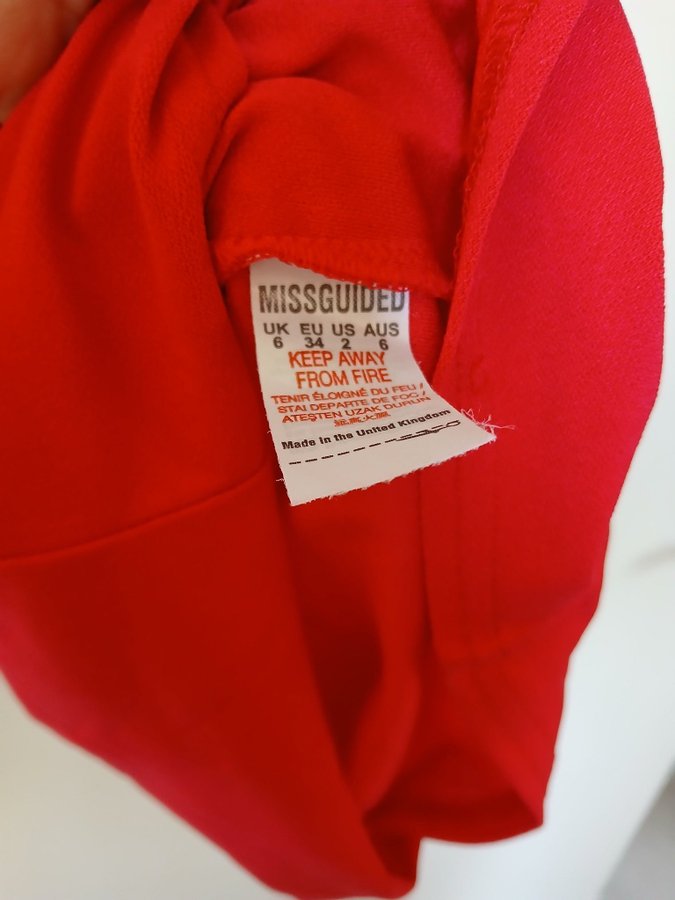 MISSGUIDED
UK EU US AUS
6 34 2 6
KEEP AWAY
FROM FIRE
TENIR ÉLOIGNÉ DU FEU /
STAI DEPARTE DE FOC /
ATEŞTEN UZAK DURUN
Made in the United Kingdom